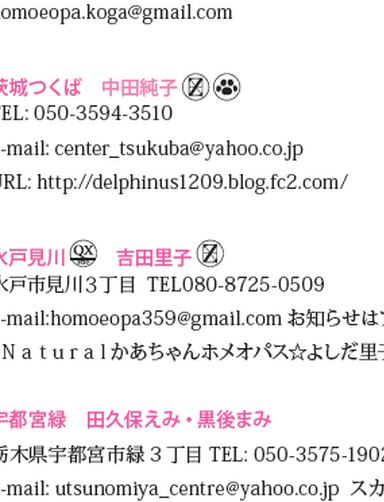 omoeopa.koga@gmail.com
茨城つくば 中田純子
TEL: 050-3594-3510
-mail: center_tsukuba@yahoo.co.jp
URL: http://delphinus1209.blog.fc2.com/
水戸見川 QX 吉田里子
水戸市見川3丁目 TEL080-8725-0509
-mail:homoeopa359@gmail.com お知らせは
Naturalかあちゃんホメオパス☆よしだ里子
宇都宮緑 田久保えみ・黒後まみ
栃木県宇都宮市緑3丁目 TEL: 050-3575-1902
-mail: utsunomiya_centre@yahoo.co.jp スカ